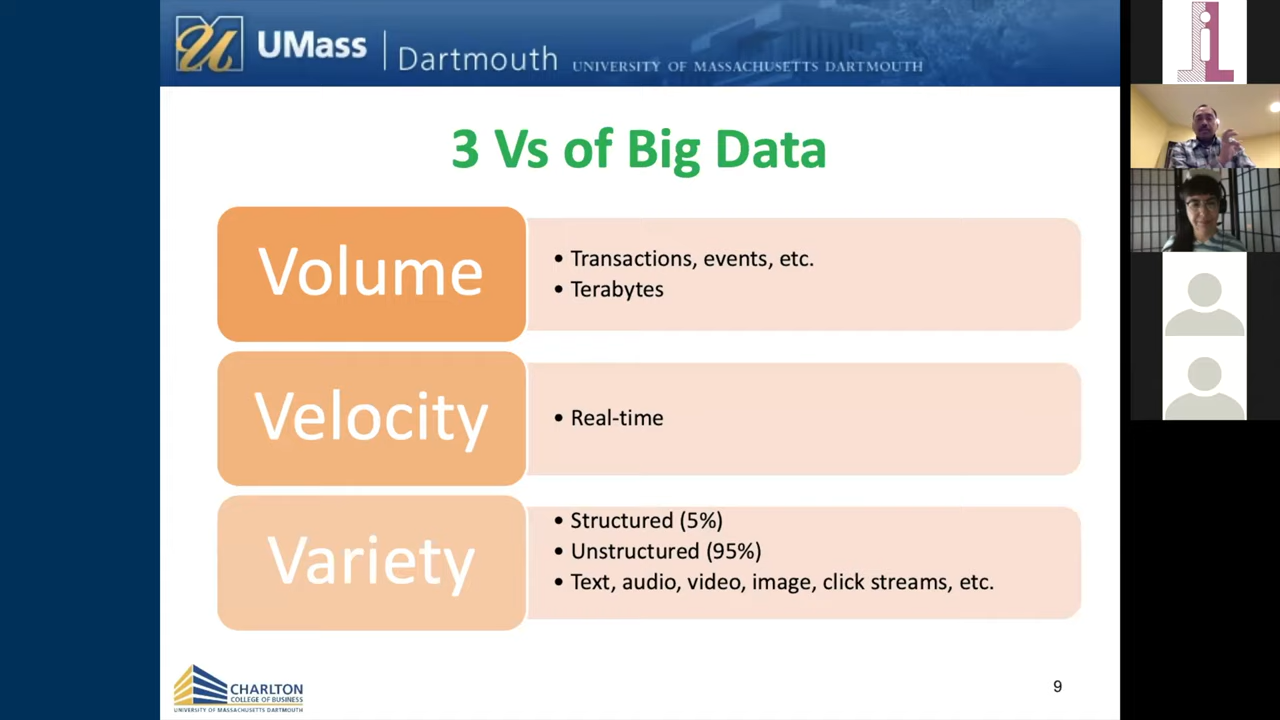 UMass | Dartmouth UNIVERSITY OF MASSACHUSETTS DARTMOUTH
3 Vs of Big Data
Volume
• Transactions, events, etc.
• Terabytes
Velocity
• Real-time
Variety
• Structured (5%)
• Unstructured (95%)
• Text, audio, video, image, click streams, etc.
CHARLTON
COLLEGE OF BUSINESS
UNIVERSITY OF MASSACHUSETTS DARTMOUTH
9